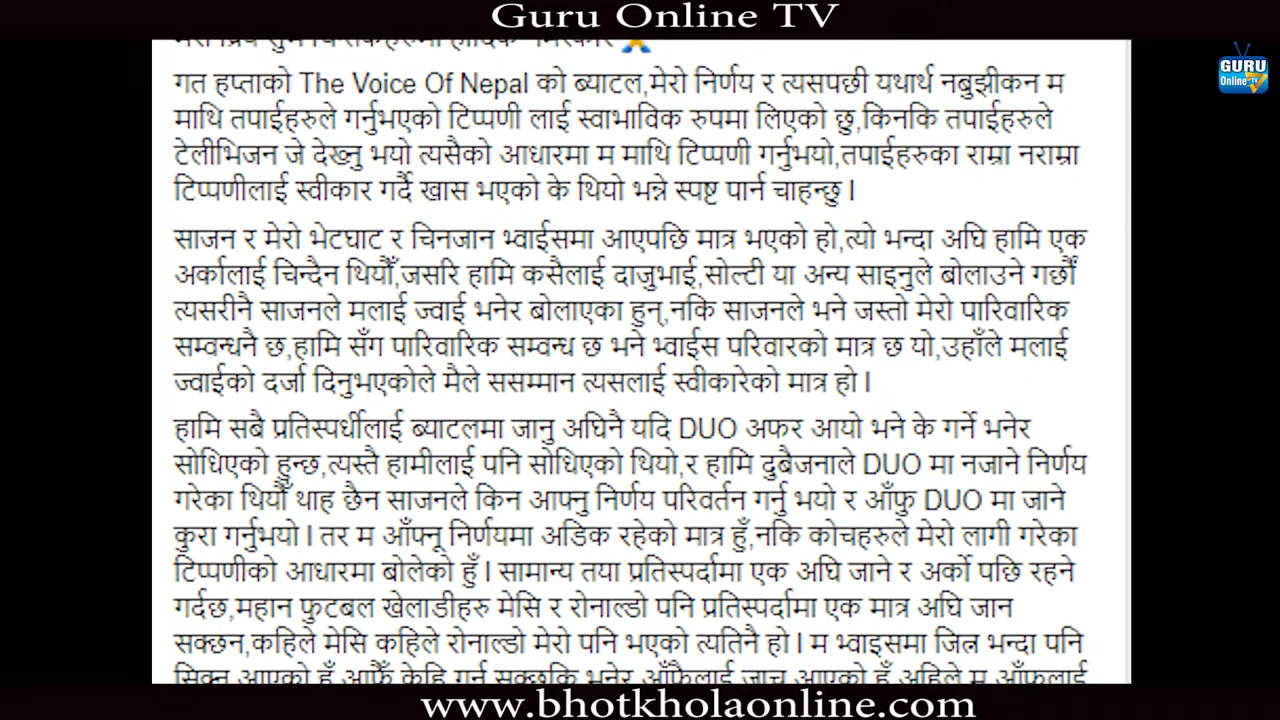 Guru Online TV
GURU
Online TV
गत हप्ताको The Voice Of Nepal को ब्याटल,मेरो निर्णय र त्यसपछी यथार्थ नबुझीकन म
माथि तपाईहरुले गर्नुभएको टिप्पणी लाई स्वाभाविक रुपमा लिएको छु,किनकि तपाईहरुले
टेलीभिजन जे देख्नु भयो त्यसैको आधारमा म माथि टिप्पणी गर्नुभयो,तपाईहरुका राम्रा नराम्रा
टिप्पणीलाई स्वीकार गर्दै खास भएको के थियो भन्ने स्पष्ट पार्न चाहन्छु l
साजन र मेरो भेटघाट र चिनजान भ्वाईसमा आएपछि मात्र भएको हो,त्यो भन्दा अघि हामि एक
अर्कालाई चिन्दैन थियौँ,जसरि हामि कसैलाई दाजुभाई,सोल्टी या अन्य साइनुले बोलाउने गर्छौं
त्यसरीनै साजनले मलाई ज्वाई भनेर बोलाएका हुन्,नकि साजनले भने जस्तो मेरो पारिवारिक
सम्वन्धनै छ,हामि सँग पारिवारिक सम्वन्ध छ भने भ्वाईस परिवारको मात्र छ यो,उहाँले मलाई
ज्वाईको दर्जा दिनुभएकोले मैले ससम्मान त्यसलाई स्वीकारेको मात्र हो l
हामि सबै प्रतिस्पर्धीलाई ब्याटलमा जानु अघिनै यदि DUO अफर आयो भने के गर्ने भनेर
सोधिएको हुन्छ,त्यस्तै हामीलाई पनि सोधिएको थियो,र हामि दुबैजनाले DUO मा नजाने निर्णय
गरेका थियौँ थाह छैन साजनले किन आफ्नु निर्णय परिवर्तन गर्नु भयो र आँफु DUO मा जाने
कुरा गर्नुभयो l तर म आँफ्नू निर्णयमा अडिक रहेको मात्र हुँ,नकि कोचहरुले मेरो लागी गरेका
टिप्पणीको आधारमा बोलेको हुँ l सामान्य तया प्रतिस्पर्दामा एक अघि जाने र अर्को पछि रहने
गर्दछ,महान फुटबल खेलाडीहरु मेसि र रोनाल्डो पनि प्रतिस्पर्दामा एक मात्र अघि जान
सक्छन,कहिले मेसि कहिले रोनाल्डो मेरो पनि भएको त्यतिनै हो l म भ्वाइसमा जित्न भन्दा पनि
सिक्न आएको हुँ आफैँ केहि गर्न सक्छकि भनेर आँफैलाई जाच्न आएको हुँ अहिले म आँफुलाई
www.bhotkholaonline.com